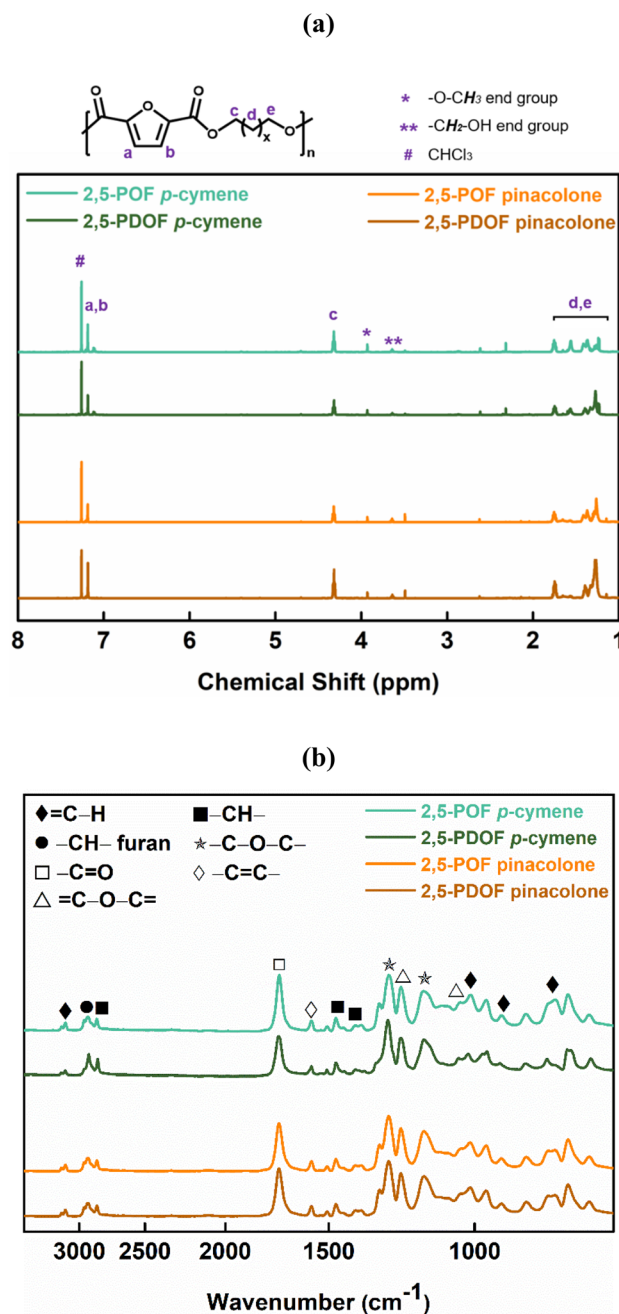 (a)
O O O O O
c d e
x
n
a b
* -O-CH₃ end group
** -CH₂-OH end group
# CHCl₃
2,5-POF p-cymene 2,5-POF pinacolone
2,5-PDOF p-cymene 2,5-PDOF pinacolone
#
a,b c * ** d,e
8 7 6 5 4 3 2 1
Chemical Shift (ppm)
(b)
♦=C–H ■–CH–
● –CH– furan ☆–C–O–C–
□ –C=O ◊ –C=C–
△ =C–O–C=
2,5-POF p-cymene
2,5-PDOF p-cymene
2,5-POF pinacolone
2,5-PDOF pinacolone
3000 2500 2000 1500 1000
Wavenumber (cm⁻¹)